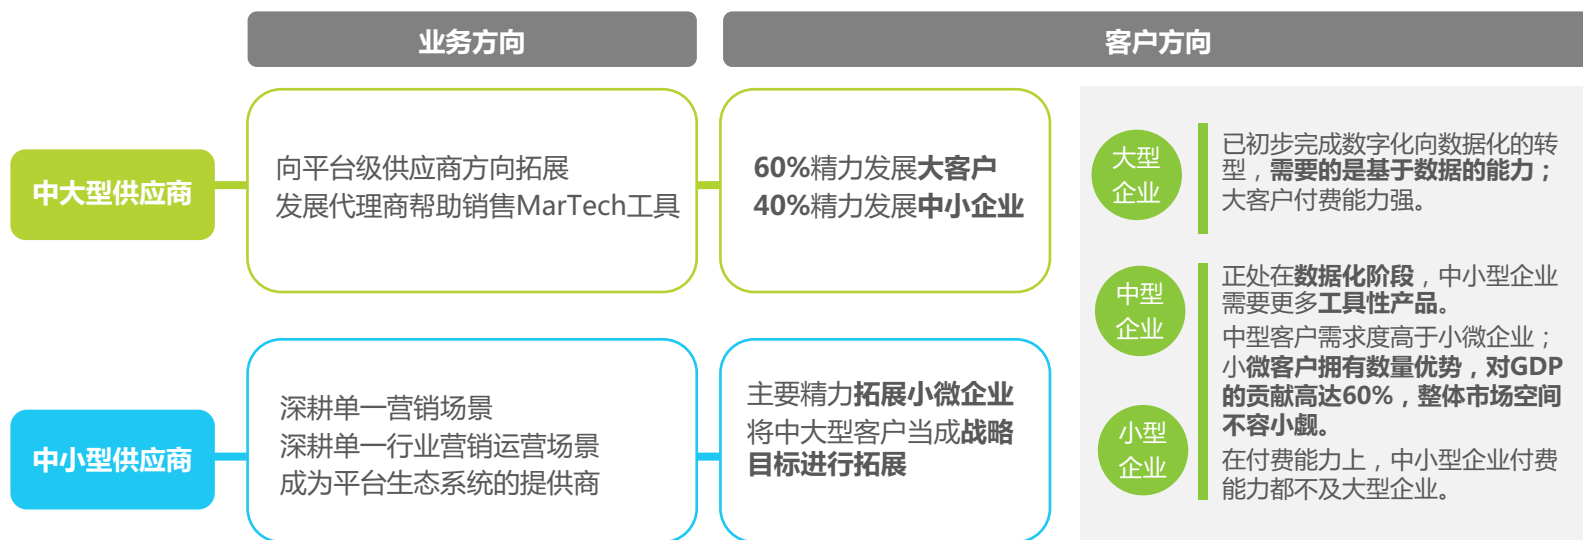 业务方向
客户方向
中大型供应商
向平台级供应商方向拓展
发展代理商帮助销售MarTech工具
60%精力发展大客户
40%精力发展中小企业
中小型供应商
深耕单一营销场景
深耕单一行业营销运营场景
成为平台生态系统的提供商
主要精力拓展小微企业
将中大型客户当成战略
目标进行拓展
大型
企业
已初步完成数字化向数据化的转
型，需要的是基于数据的能力；
大客户付费能力强。
中型
企业
正处在数据化阶段，中小型企业
需要更多工具性产品。
中型客户需求度高于小微企业；
小微客户拥有数量优势，对GDP
的贡献高达60%，整体市场空间
不容小觑。
小型
企业
在付费能力上，中小型企业付费
能力都不及大型企业。